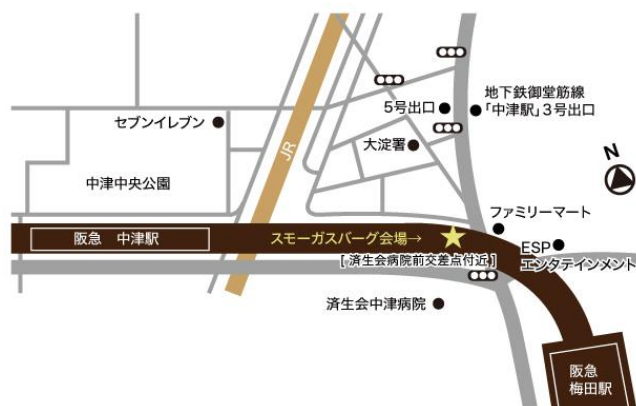 地下鉄御堂筋線
「中津駅」3号出口
5号出口
セブンイレブン
大淀署
JR
N
中津中央公園
ファミリーマート
阪急 中津駅
スモーガスバーグ会場→
[ 済生会病院前交差点付近 ]
ESP
エンタテインメント
済生会中津病院
阪急
梅田駅